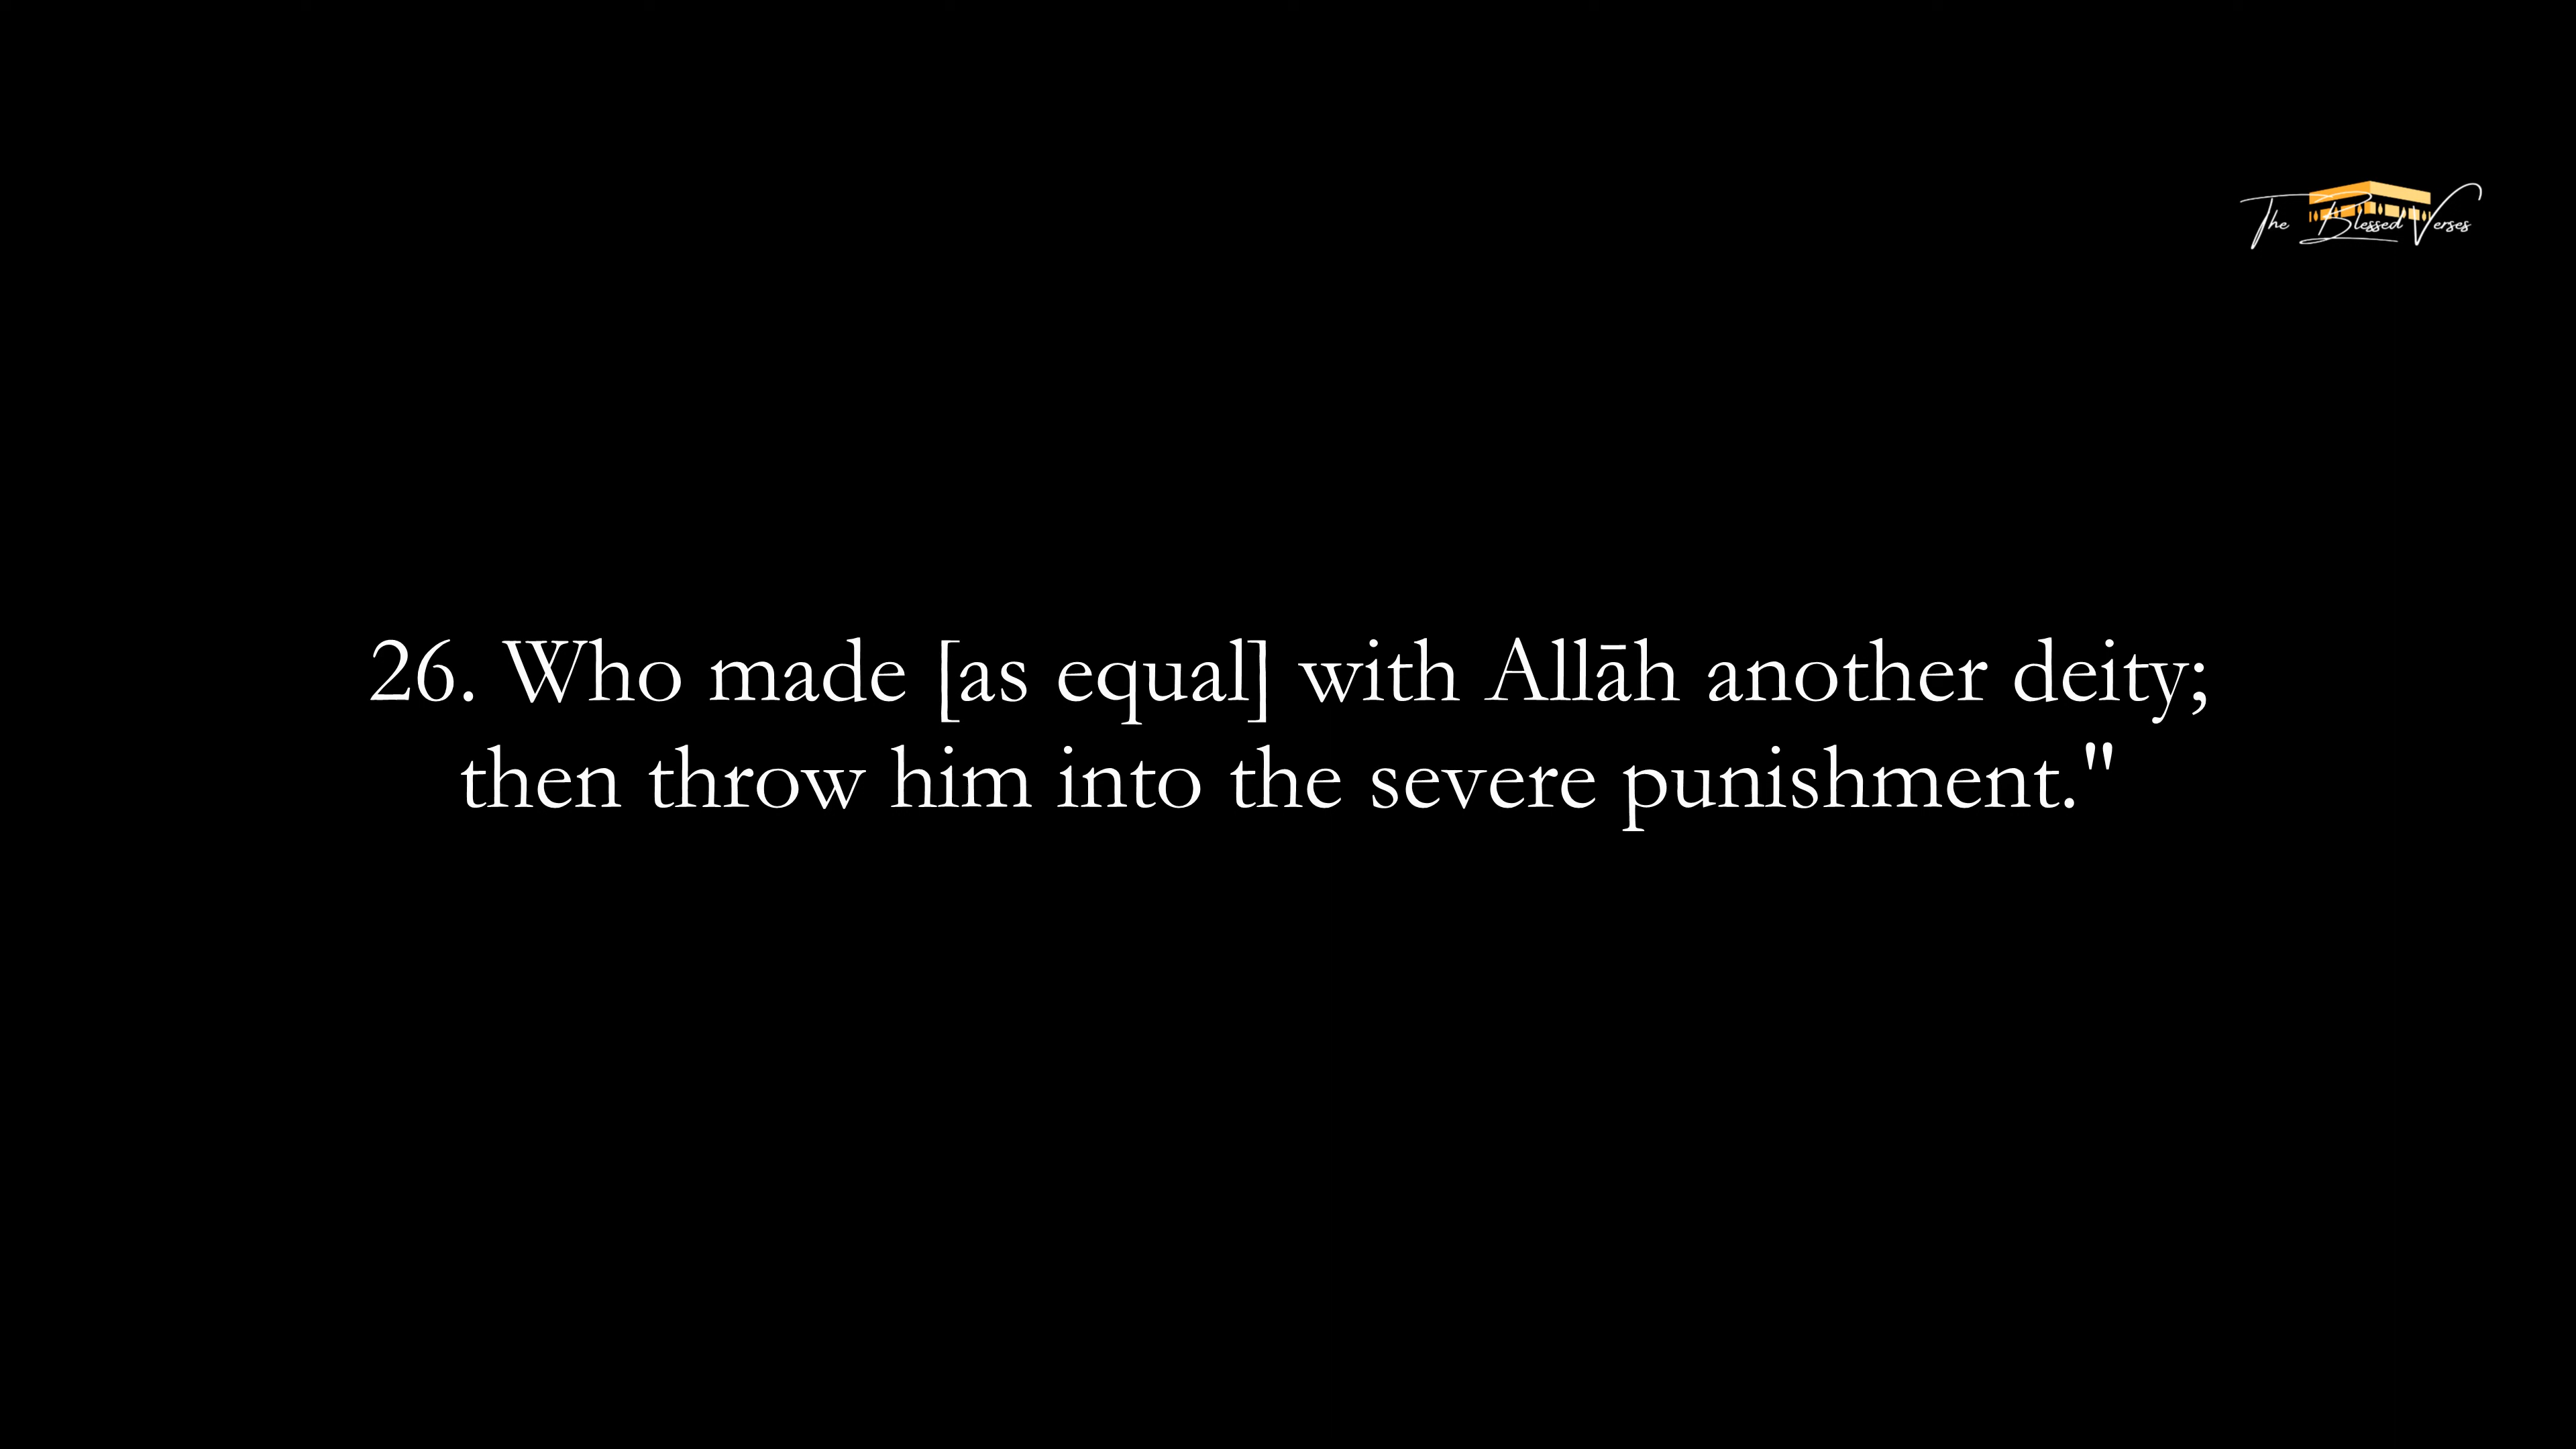 The Blessed Verses
26. Who made [as equal] with Allāh another deity;
then throw him into the severe punishment."